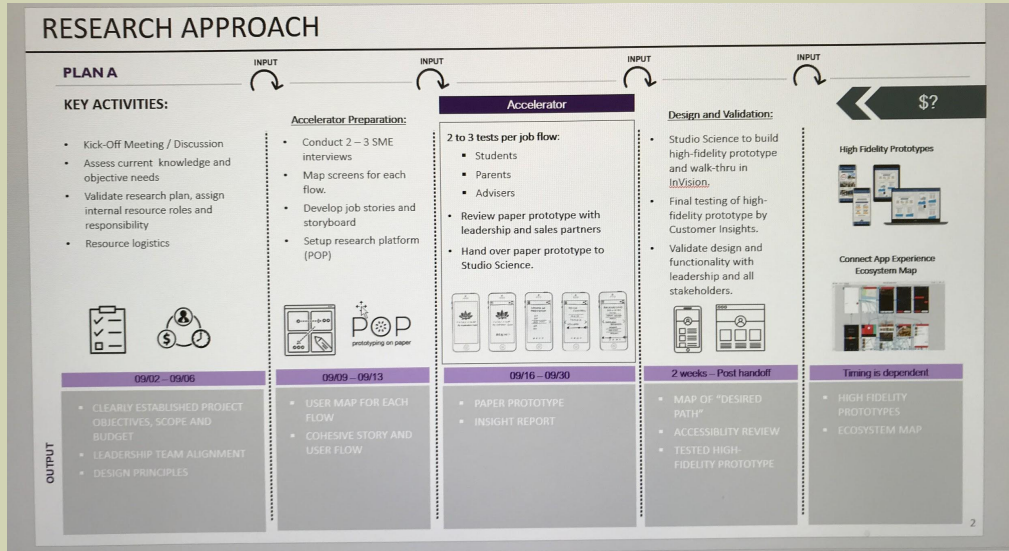 RESEARCH APPROACH
PLAN A
INPUT
INPUT
INPUT
INPUT
KEY ACTIVITIES:
Kick-Off Meeting / Discussion
Assess current knowledge and
objective needs
Validate research plan, assign
internal resource roles and
responsibility
Resource logistics
09/02 – 09/06
Accelerator Preparation:
Conduct 2 – 3 SME
interviews
Map screens for each
flow.
Develop job stories and
storyboard
Setup research platform
(POP)
POP
prototyping on paper
09/09 – 09/13
Accelerator
2 to 3 tests per job flow:
Students
Parents
Advisers
Review paper prototype with
leadership and sales partners
Hand over paper prototype to
Studio Science.
09/16 – 09/30
Design and Validation:
Studio Science to build
high-fidelity prototype
and walk-thru in
InVision.
Final testing of high-
fidelity prototype by
Customer Insights.
Validate design and
functionality with
leadership and all
stakeholders.
2 weeks – Post handoff
$?
High Fidelity Prototypes
Connect App Experience
Ecosystem Map
Timing is dependent
OUTPUT
CLEARLY ESTABLISHED PROJECT
OBJECTIVES, SCOPE AND
BUDGET
LEADERSHIP TEAM ALIGNMENT
DESIGN PRINCIPLES
USER MAP FOR EACH
FLOW
COHESIVE STORY AND
USER FLOW
PAPER PROTOTYPE
INSIGHT REPORT
MAP OF "DESIRED
PATH"
ACCESSIBLITY REVIEW
TESTED HIGH-
FIDELITY PROTOTYPE
HIGH FIDELITY
PROTOTYPES
ECOSYSTEM MAP
2